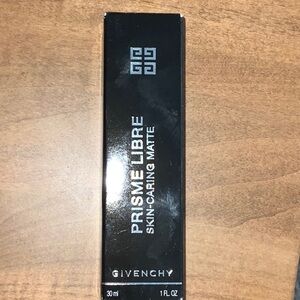 PRISME LIBRE
SKIN-CARING MATTE
GIVENCHY
30 ml 1 FL. OZ